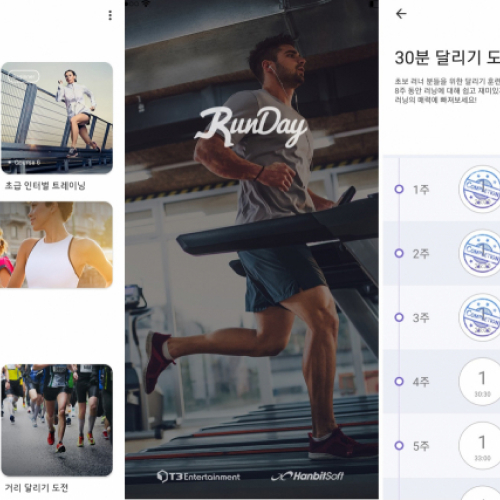 초급 인터벌 트레이닝
거리 달리기 도전
RunDay
T3 Entertainment
HanbitSoft
30분 달리기 도
초보 러너 분들을 위한 달리기 훈련
8주 동안 러닝에 대해 쉽고 재미있
러닝의 매력에 빠져보세요!
1주
COMPLETION
2주
COMPLETION
3주
COMPLETION
4주
1
30:30
5주
1
33:00